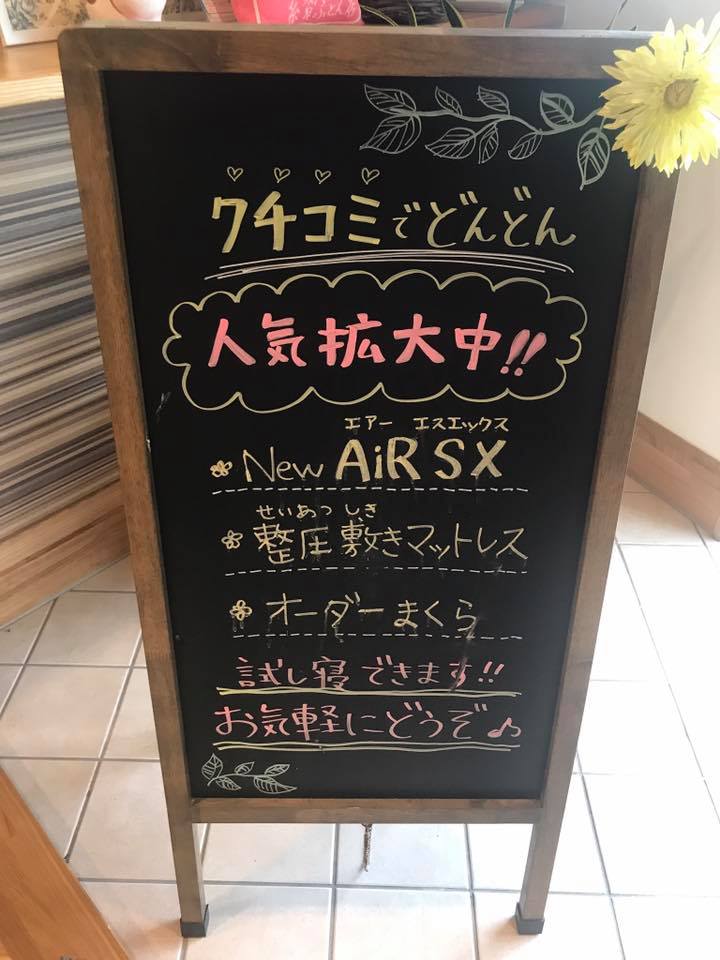 クチコミでどんどん
人気拡大中!!
エアー エスエックス
New AiR SX
せいあつ しき
整圧敷きマットレス
オーダーまくら
試し寝できます!!
お気軽にどうぞ♪